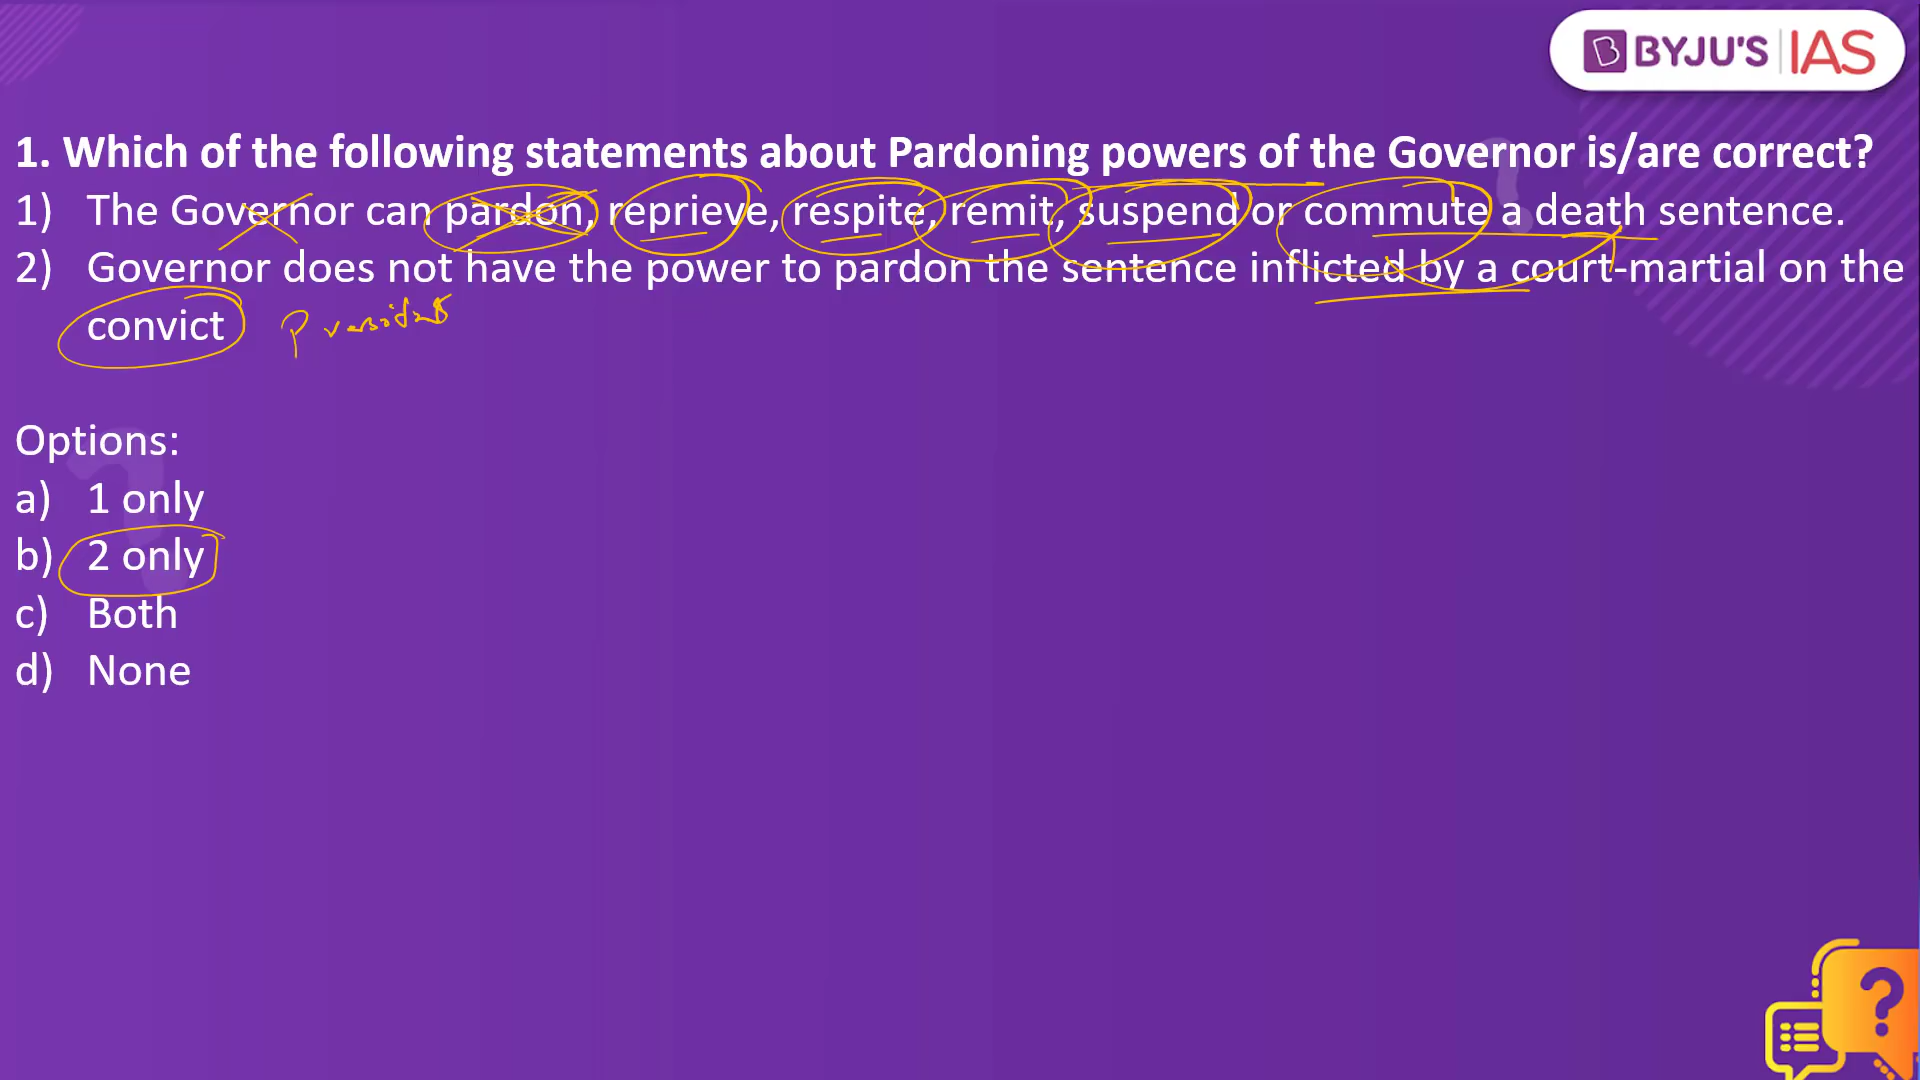 BYJU'S IAS
1. Which of the following statements about Pardoning powers of the Governor is/are correct?
1) The Governor can pardon, reprieve, respite, remit, suspend or commute a death sentence.
2) Governor does not have the power to pardon the sentence inflicted by a court-martial on the
convict President
Options:
a) 1 only
b) 2 only
c) Both
d) None